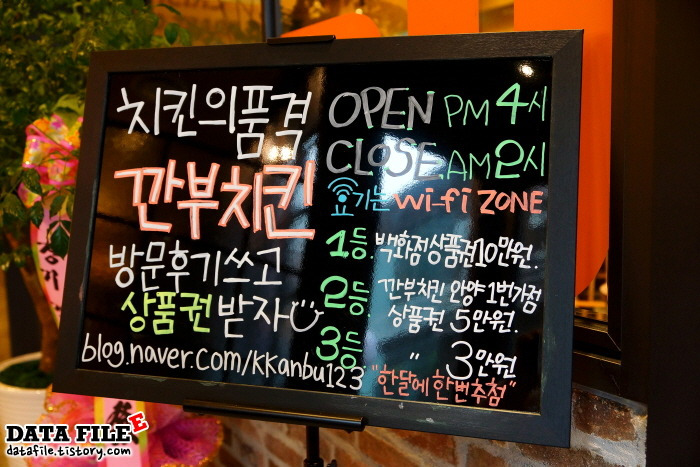 치킨의품격
깐부치킨
방문후기쓰고
상품권 받자
blog.naver.com/kkanbu123
OPEN PM 4시
CLOSE AM 2시
요기는 wi-fi ZONE
1등. 백화점상품권10만원.
2등. 깐부치킨 안양1번가점
상품권 5만원.
3등 " 3만원
"한달에한번추첨"
DATA FILE E
datafile.tistory.com